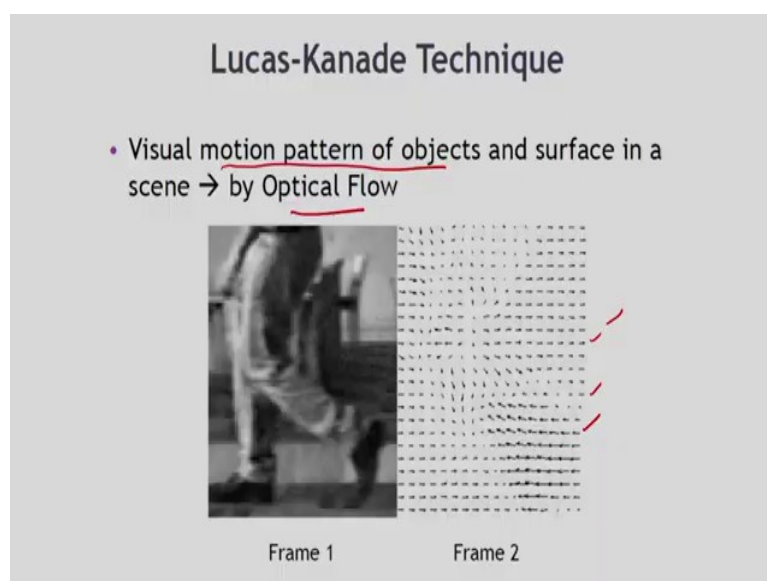 Lucas-Kanade Technique
• Visual motion pattern of objects and surface in a
scene → by Optical Flow
Frame 1 Frame 2